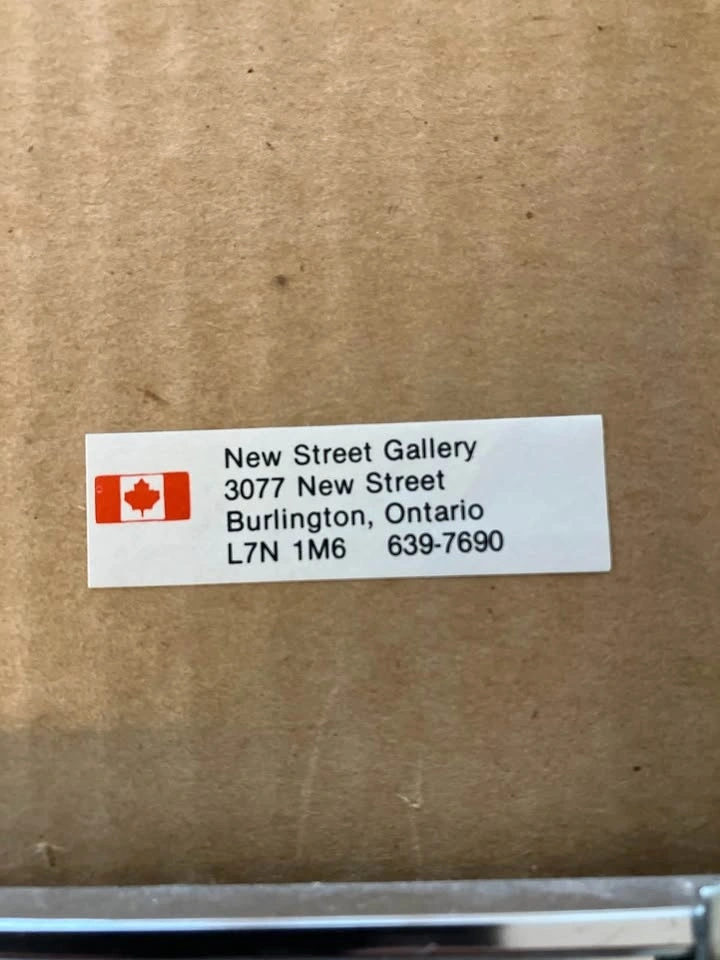 New Street Gallery
3077 New Street
Burlington, Ontario
L7N 1M6 639-7690